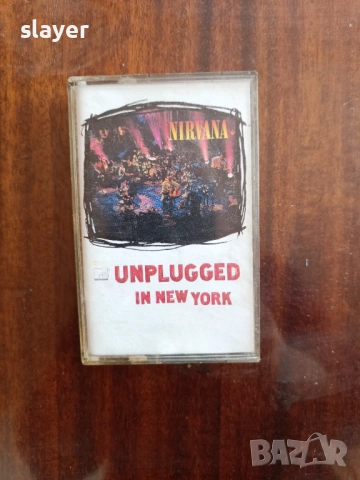 slayer
NIRVANA
UNPLUGGED
IN NEW YORK
BAZAR